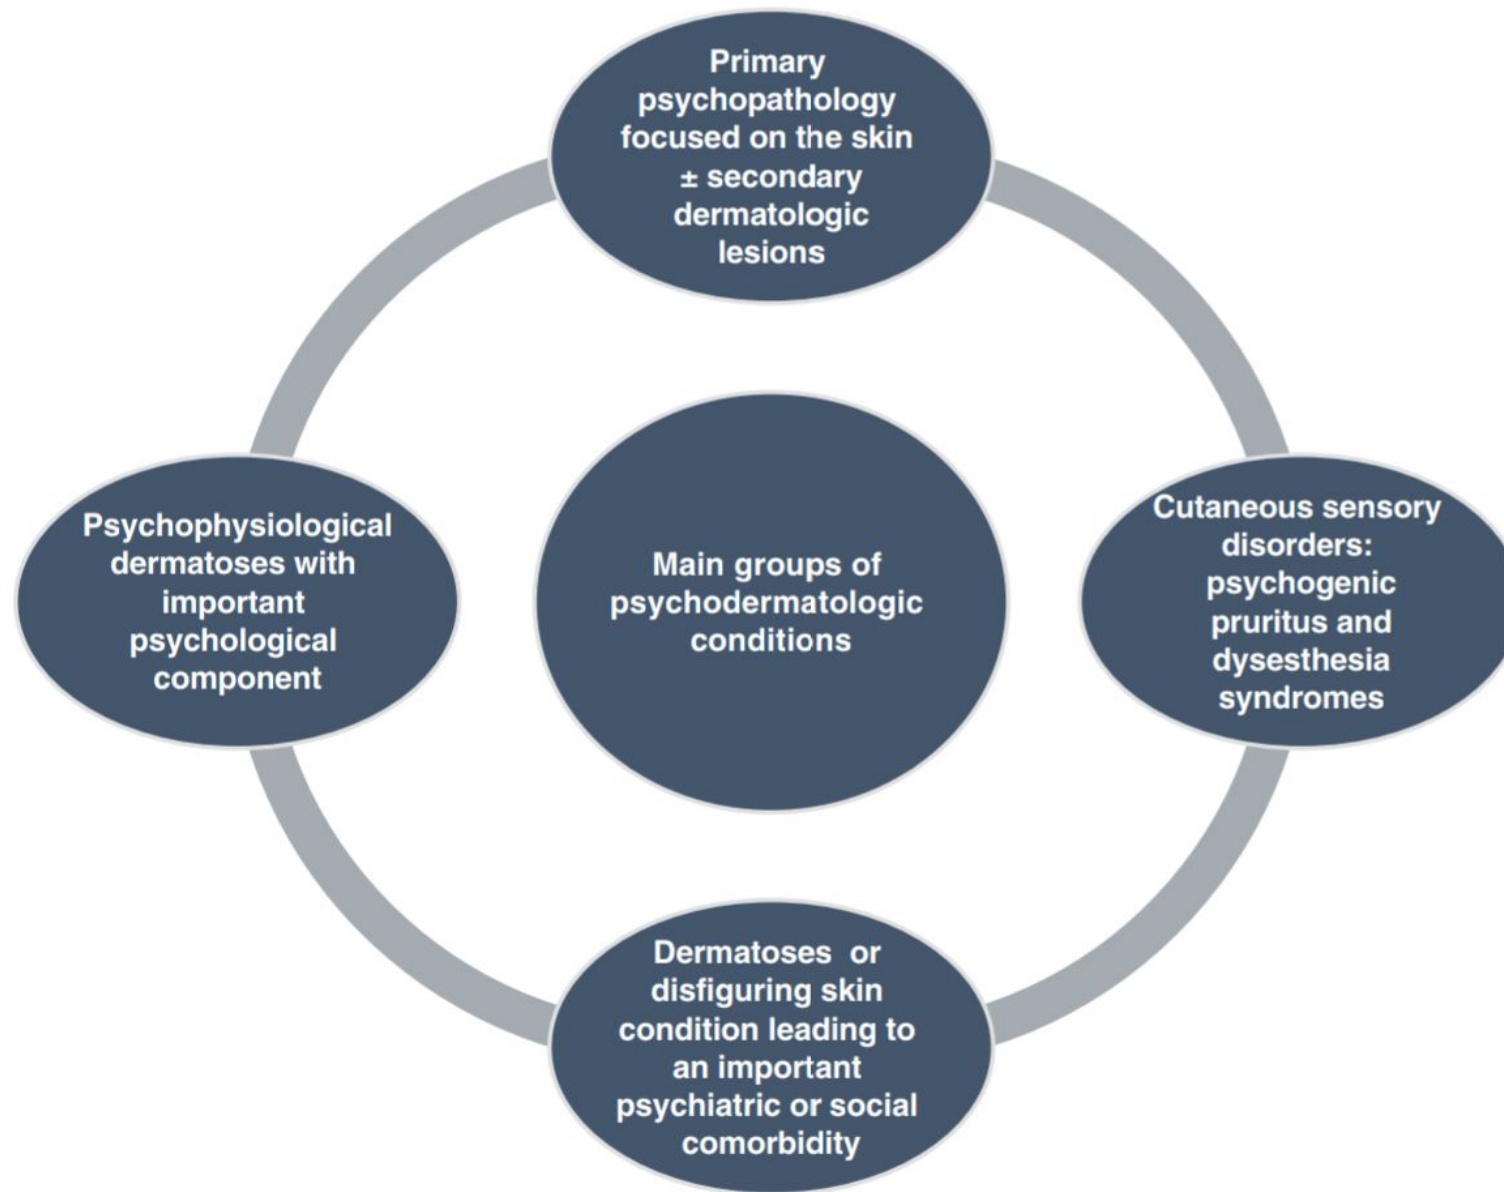 Primary
psychopathology
focused on the skin
± secondary
dermatologic
lesions
Psychophysiological
dermatoses with
important
psychological
component
Main groups of
psychodermatologic
conditions
Cutaneous sensory
disorders:
psychogenic
pruritus and
dysesthesia
syndromes
Dermatoses or
disfiguring skin
condition leading to
an important
psychiatric or social
comorbidity